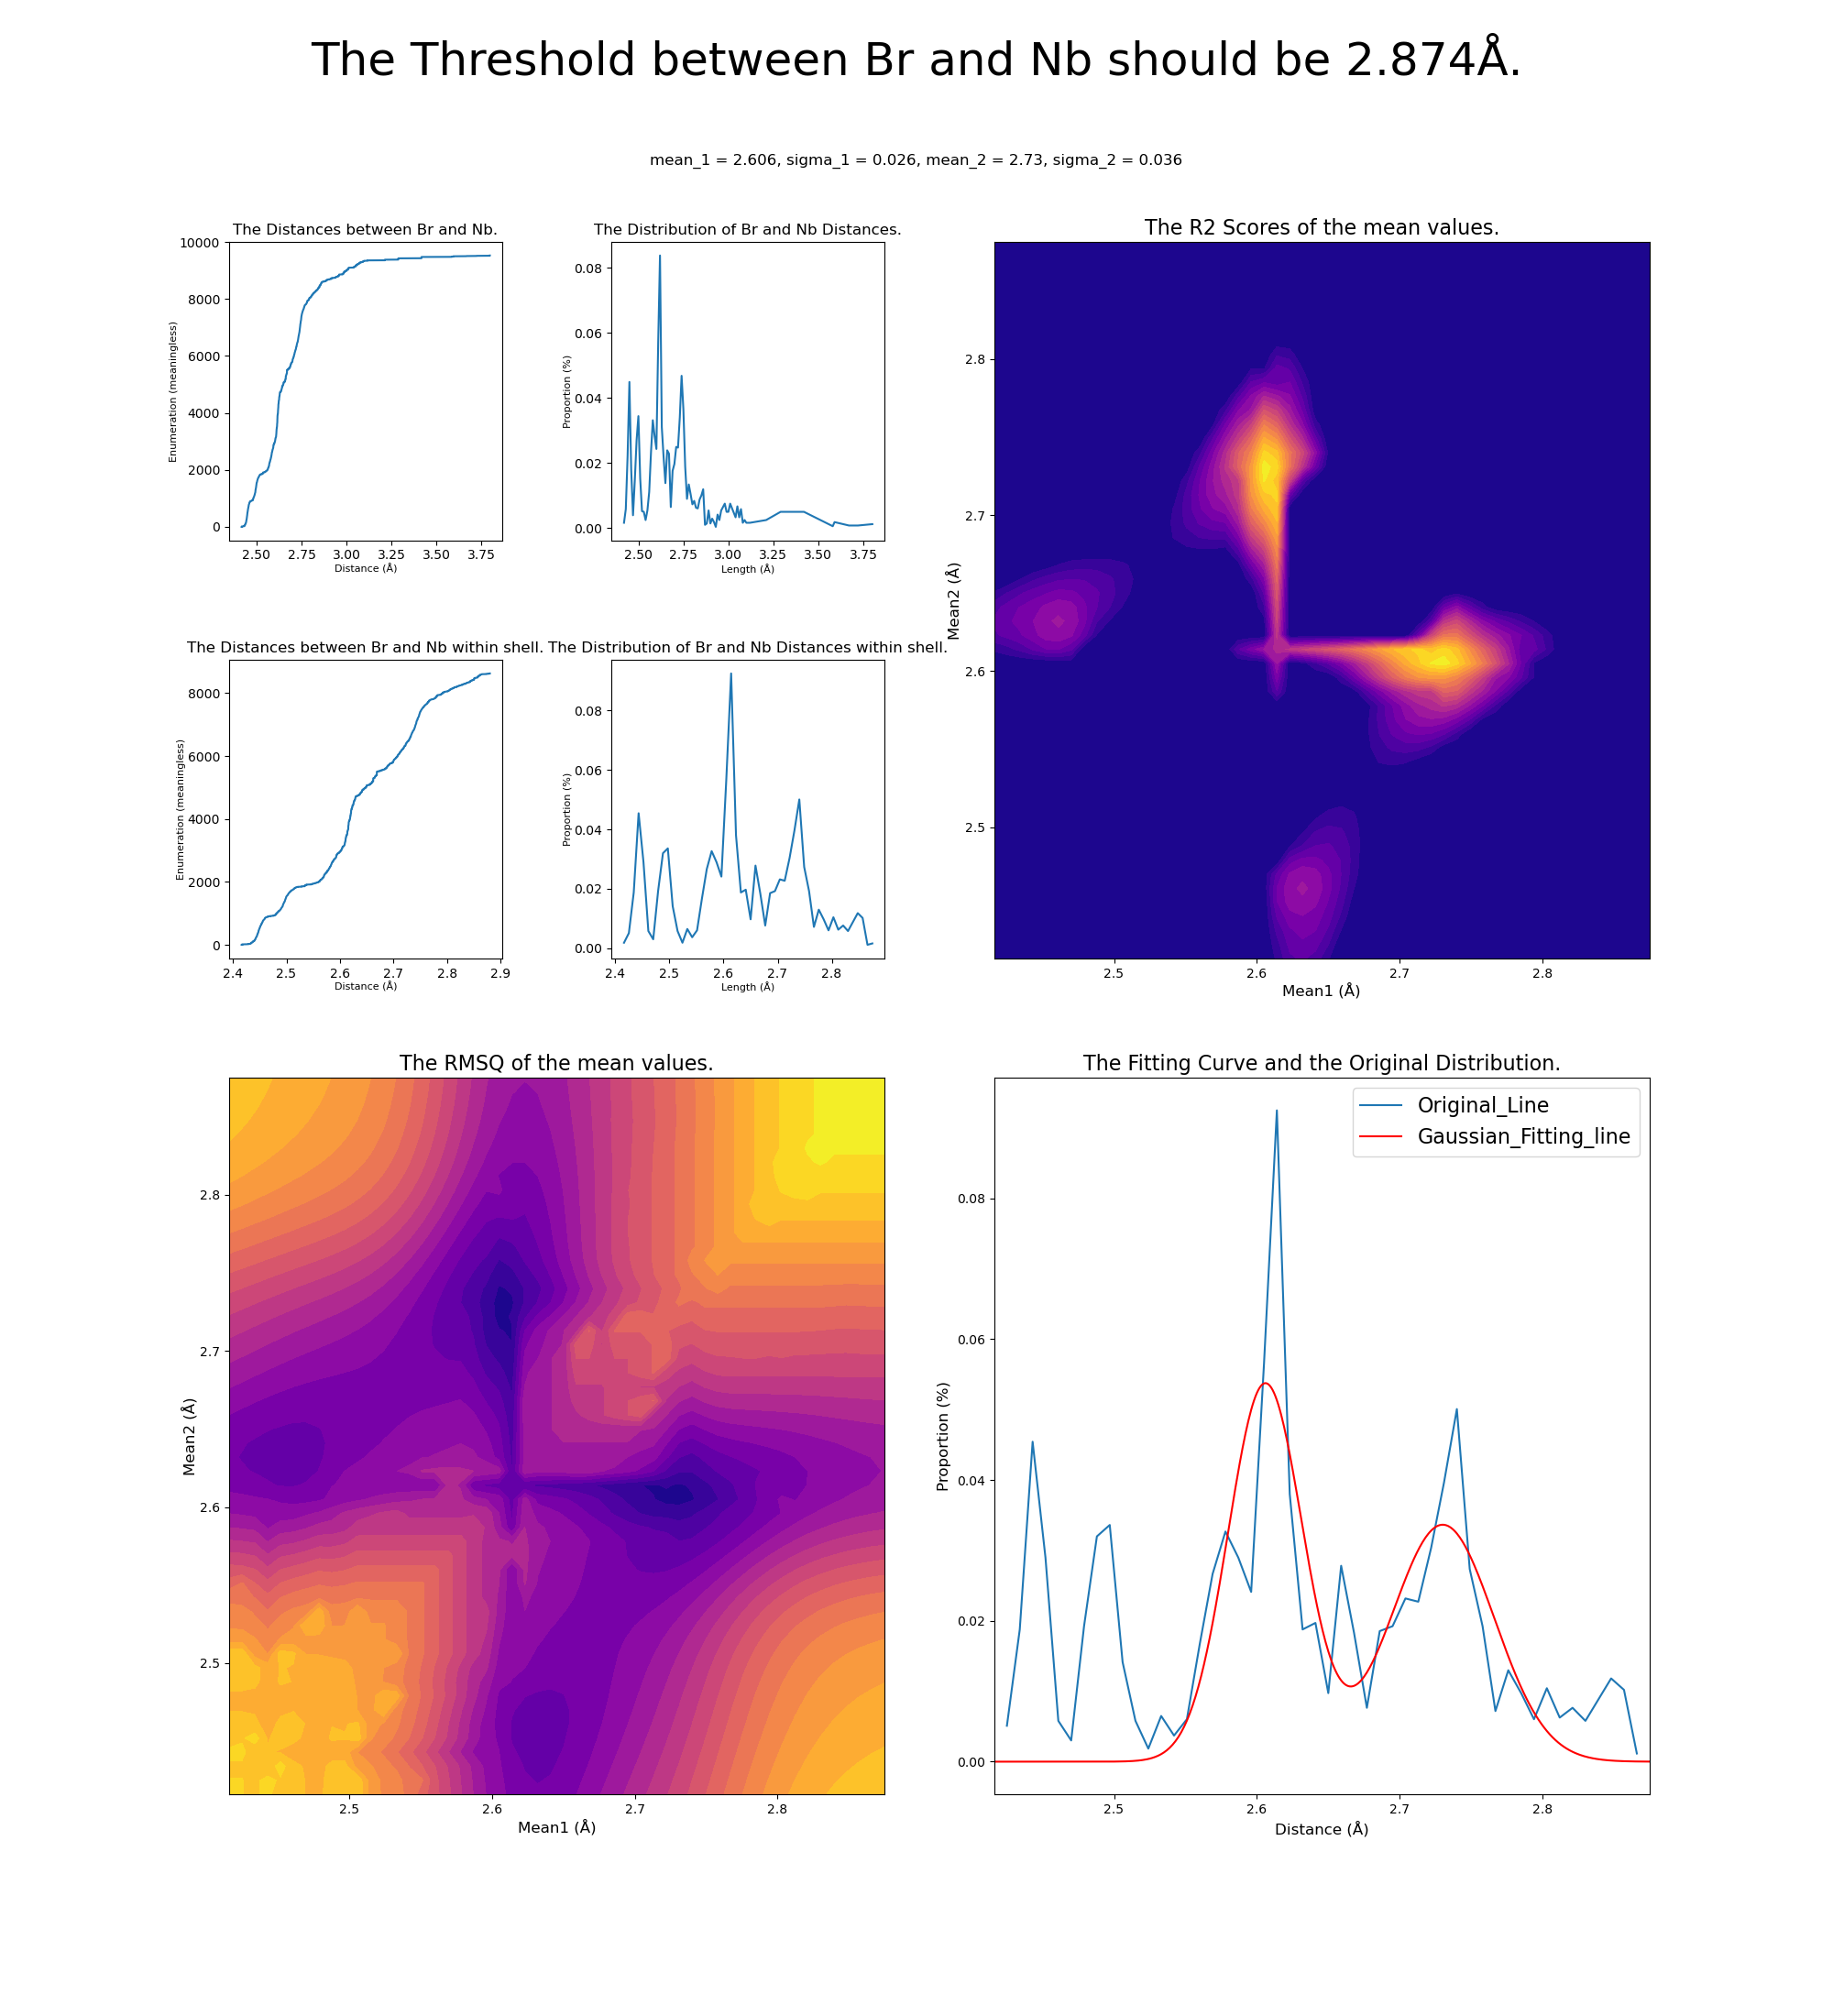 The Threshold between Br and Nb should be 2.874Å.
mean_1 = 2.606, sigma_1 = 0.026, mean_2 = 2.73, sigma_2 = 0.036
The Distances between Br and Nb.
10000
8000
6000
4000
2000
0
Enumeration (meaningless)
2.50 2.75 3.00 3.25 3.50 3.75
Distance (Å)
The Distribution of Br and Nb Distances.
0.08
0.06
0.04
0.02
0.00
Proportion (%)
2.50 2.75 3.00 3.25 3.50 3.75
Length (Å)
The R2 Scores of the mean values.
2.8
2.7
2.6
2.5
Mean2 (Å)
2.5 2.6 2.7 2.8
Mean1 (Å)
The Distances between Br and Nb within shell.
8000
6000
4000
2000
0
Enumeration (meaningless)
2.4 2.5 2.6 2.7 2.8 2.9
Distance (Å)
The Distribution of Br and Nb Distances within shell.
0.08
0.06
0.04
0.02
0.00
Proportion (%)
2.4 2.5 2.6 2.7 2.8
Length (Å)
The RMSQ of the mean values.
2.8
2.7
2.6
2.5
Mean2 (Å)
2.5 2.6 2.7 2.8
Mean1 (Å)
The Fitting Curve and the Original Distribution.
Original_Line
Gaussian_Fitting_line
0.08
0.06
0.04
0.02
0.00
Proportion (%)
2.5 2.6 2.7 2.8
Distance (Å)